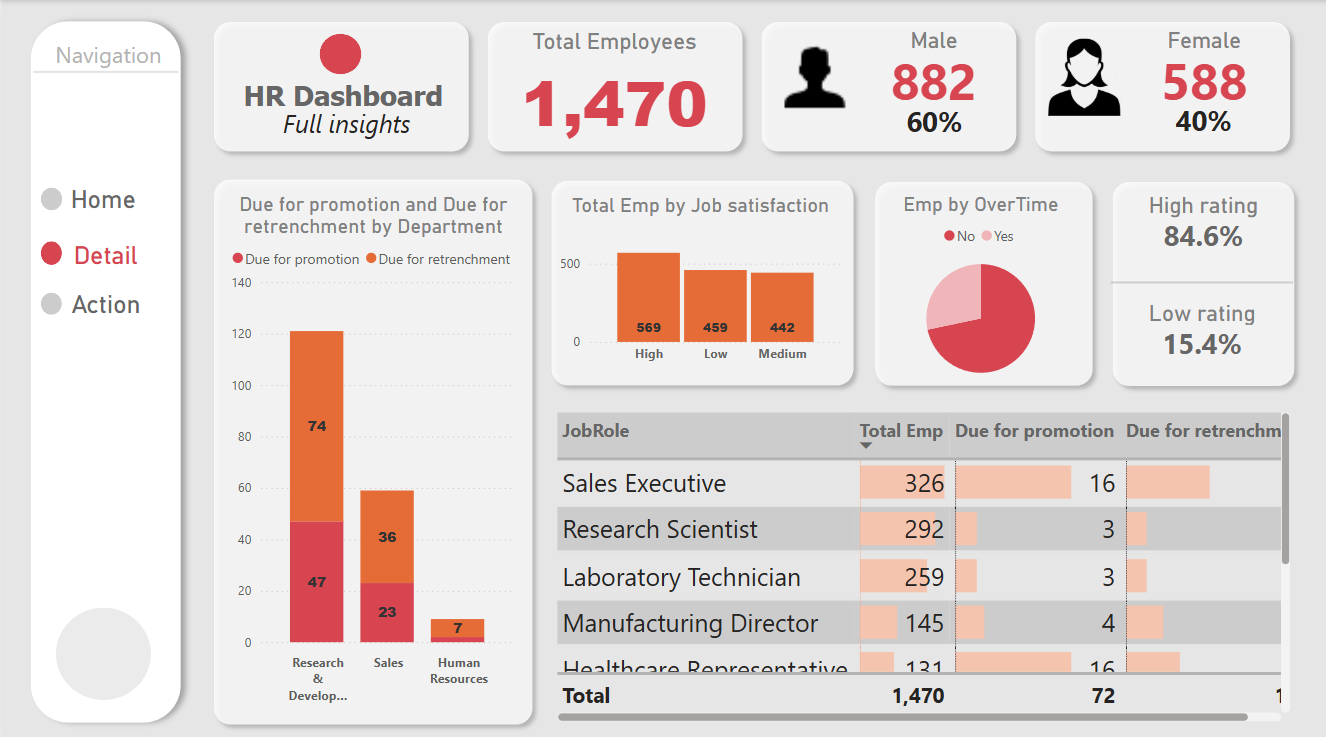 Navigation
Home
Detail
Action
HR Dashboard
Full insights
Total Employees
1,470
Male
882
60%
Female
588
40%
Due for promotion and Due for
retrenchment by Department
Due for promotion Due for retrenchment
140
120
100
80
60
40
20
0
74
47
36
23
7
Research
&
Develop...
Sales
Human
Resources
Total Emp by Job satisfaction
500
0
569 459 442
High Low Medium
Emp by OverTime
No Yes
High rating
84.6%
Low rating
15.4%
JobRole Total Emp Due for promotion Due for retrenchm
Sales Executive 326 16
Research Scientist 292 3
Laboratory Technician 259 3
Manufacturing Director 145 4
Healthcare Representative 131 16
Total 1,470 72